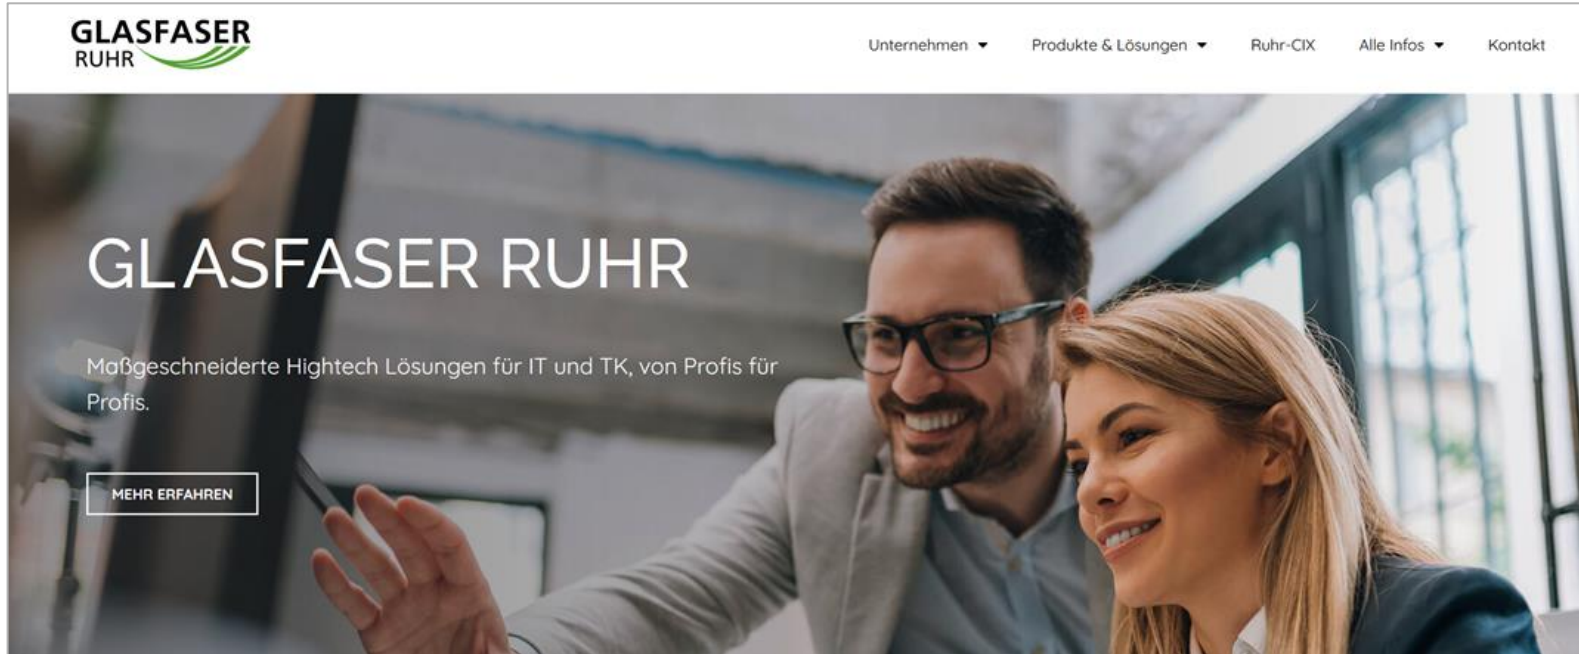 GLASFASER
RUHR
Unternehmen
Produkte & Lösungen
Ruhr-CIX
Alle Infos
Kontakt
GLASFASER RUHR
Maßgeschneiderte Hightech Lösungen für IT und TK, von Profis für
Profis.
MEHR ERFAHREN